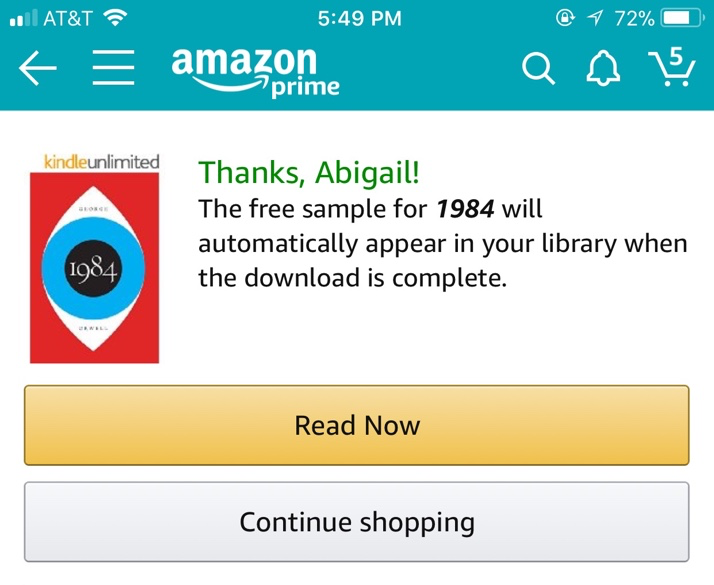 AT&T 5:49 PM 72%
amazon
prime
5
kindleunlimited
GEORGE
1984
ORWELL
Thanks, Abigail!
The free sample for 1984 will
automatically appear in your library when
the download is complete.
Read Now
Continue shopping